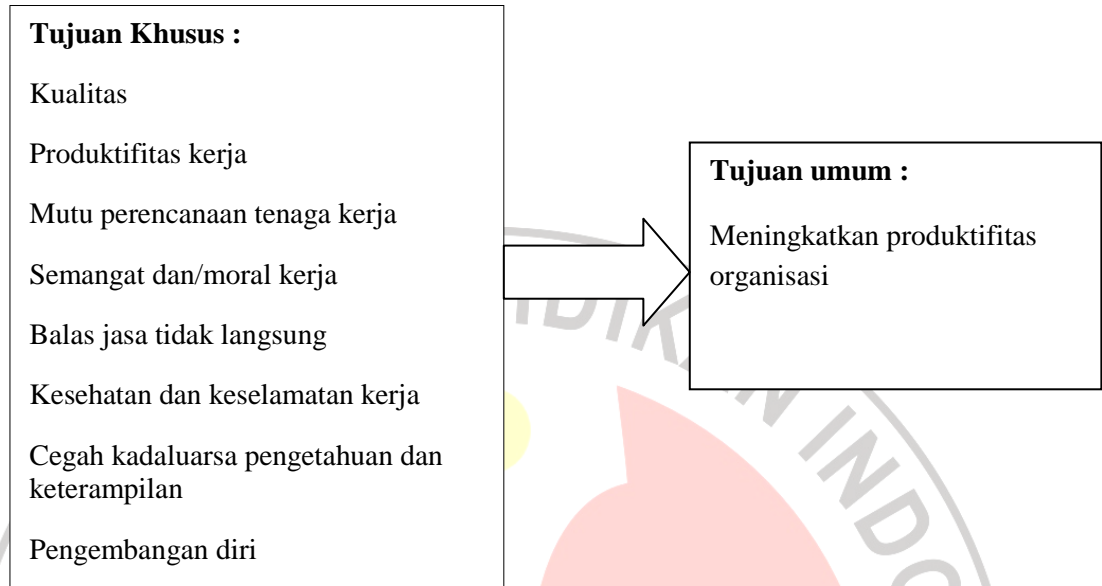 Tujuan Khusus :
Kualitas
Produktifitas kerja
Mutu perencanaan tenaga kerja
Semangat dan/moral kerja
Balas jasa tidak langsung
Kesehatan dan keselamatan kerja
Cegah kadaluarsa pengetahuan dan
keterampilan
Pengembangan diri
Tujuan umum :
Meningkatkan produktifitas
organisasi